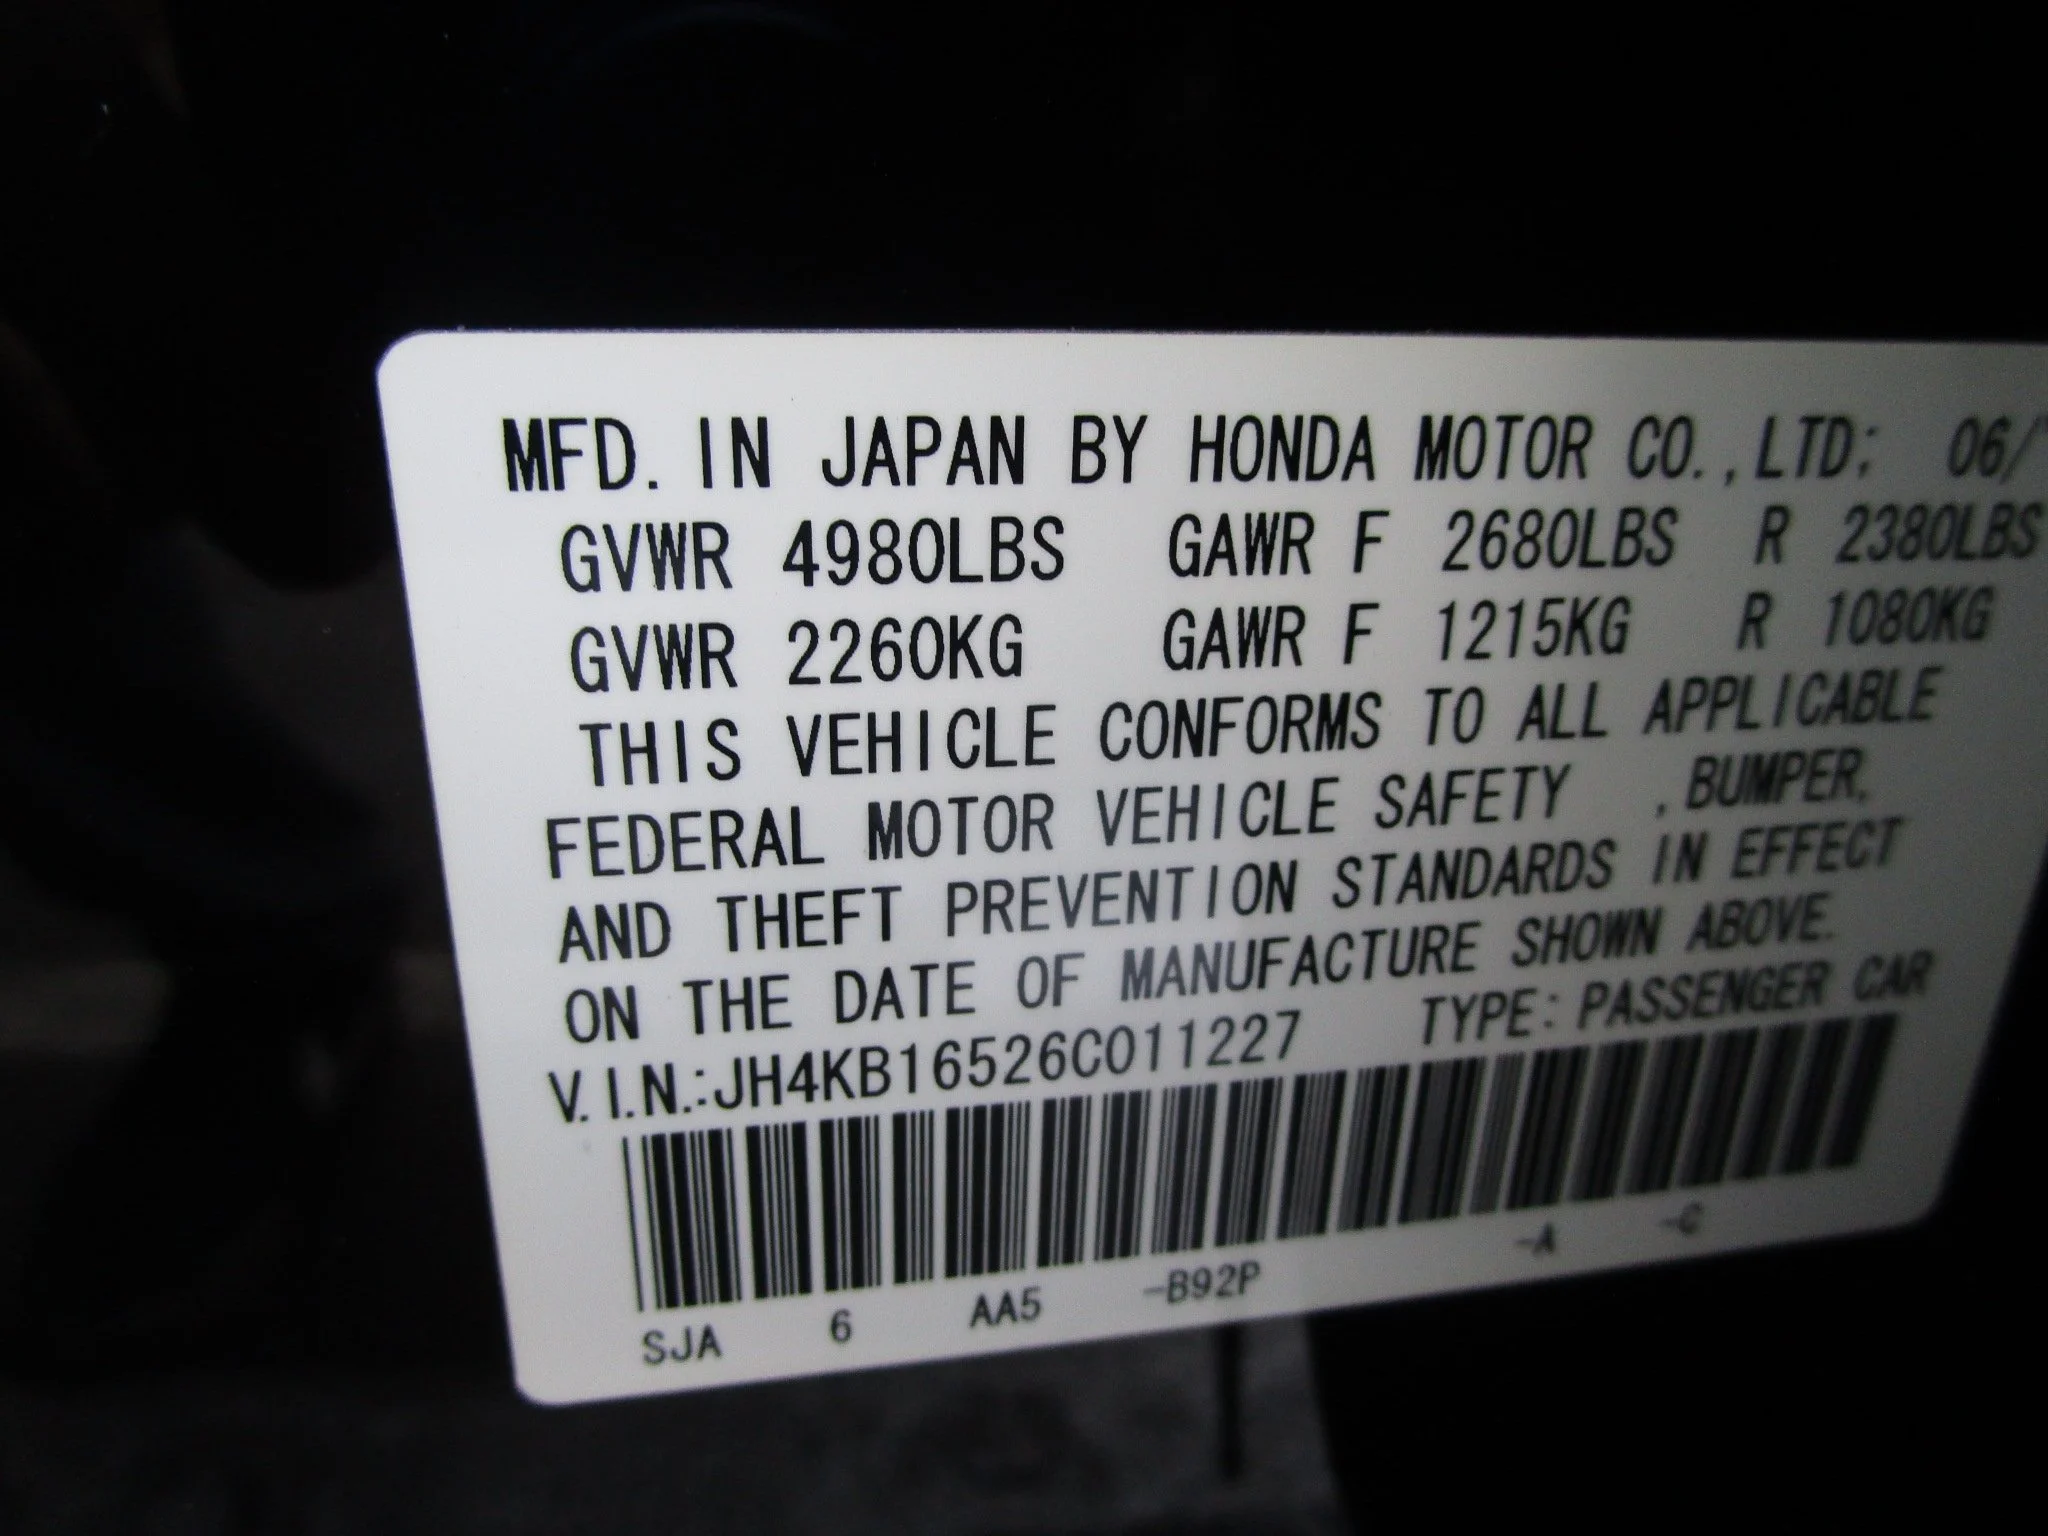 MFD. IN JAPAN BY HONDA MOTOR CO.,LTD; 06/
GVWR 4980LBS GAWR F 2680LBS R 2380LBS
GVWR 2260KG GAWR F 1215KG R 1080KG
THIS VEHICLE CONFORMS TO ALL APPLICABLE
FEDERAL MOTOR VEHICLE SAFETY ,BUMPER,
AND THEFT PREVENTION STANDARDS IN EFFECT
ON THE DATE OF MANUFACTURE SHOWN ABOVE.
V.I.N.:JH4KB16526C011227 TYPE: PASSENGER CAR
SJA 6 AA5 -B92P -A -C